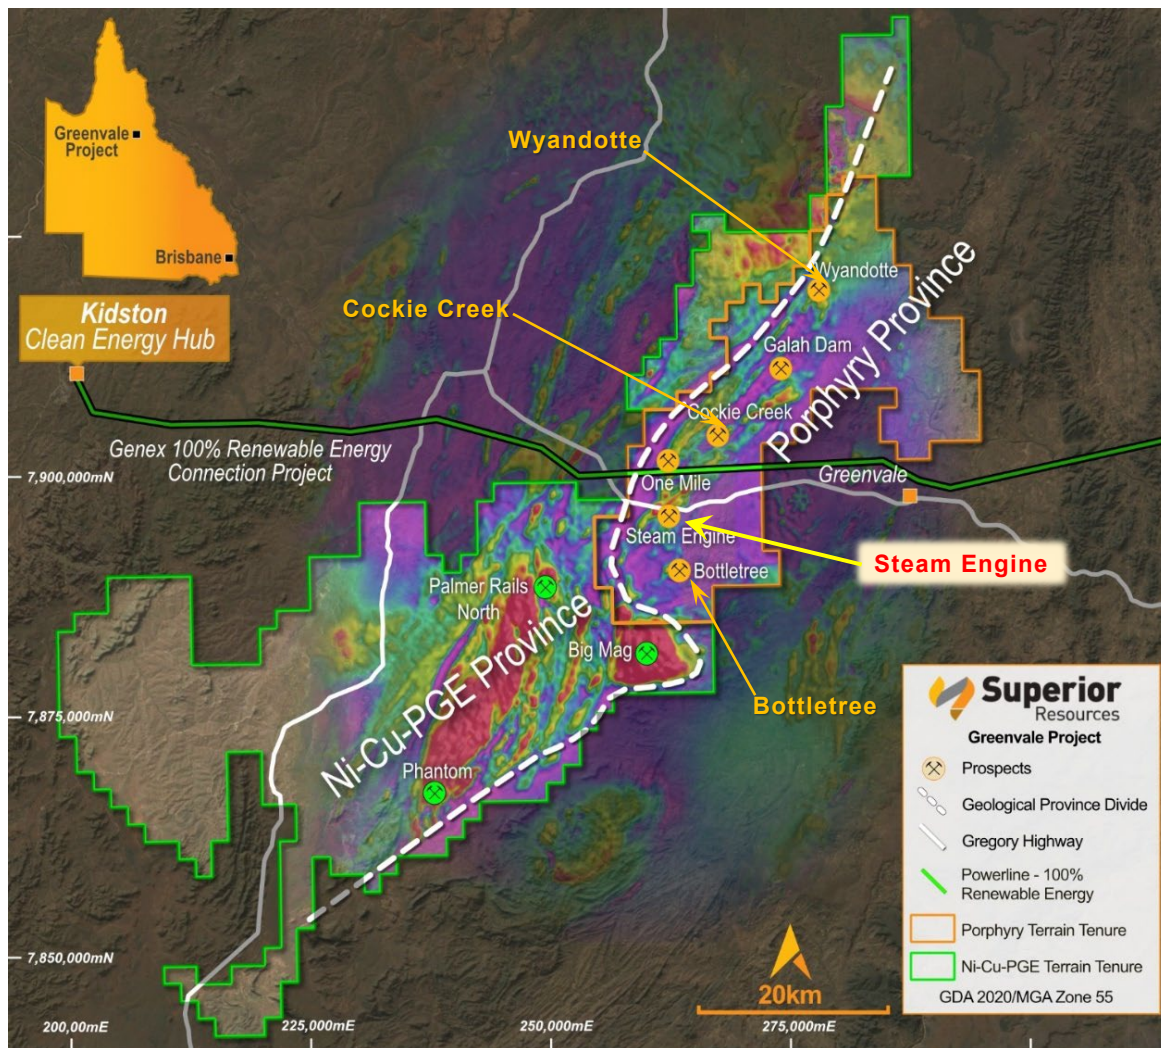 Greenvale
Project
Brisbane
Kidston
Clean Energy Hub
Wyandotte
Wyandotte
Cockie Creek
Galah Dam
Porphyry Province
Cockie Creek
Genex 100% Renewable Energy
Connection Project
7,900,000mN
One Mile
Greenvale
Steam Engine
Steam Engine
Bottletree
Palmer Rails
North
Big Mag
Ni-Cu-PGE Province
Bottletree
7,875,000mN
Phantom
Superior
Resources
Greenvale Project
Prospects
Geological Province Divide
Gregory Highway
Powerline - 100%
Renewable Energy
Porphyry Terrain Tenure
Ni-Cu-PGE Terrain Tenure
GDA 2020/MGA Zone 55
7,850,000mN
20km
200,00mE
225,000mE
250,000mE
275,000mE